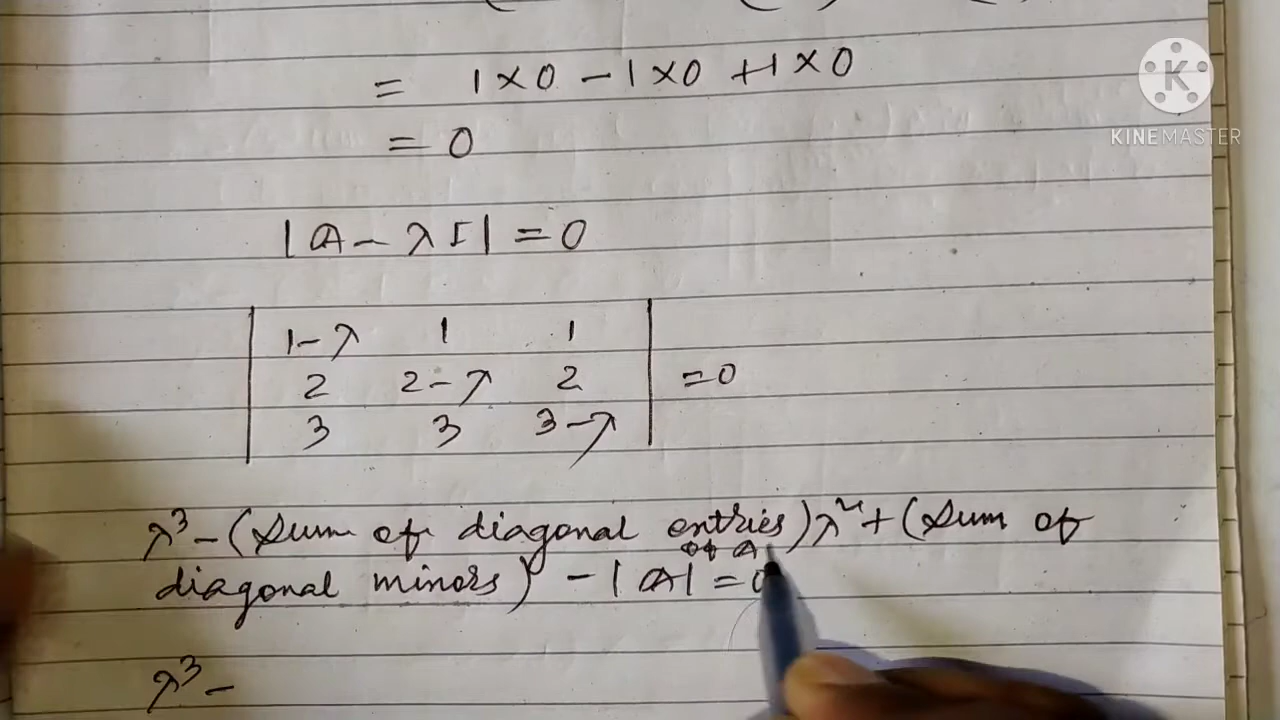 = 1×0 -1×0 +1×0
KINEMASTER
= 0
|A - λI| = 0
1-λ 1 1
2 2-λ 2 =0
3 3 3-λ
λ³ - (Sum of diagonal entries)λ² + (Sum of
of A
diagonal minors) - |A| = 0
λ³ -